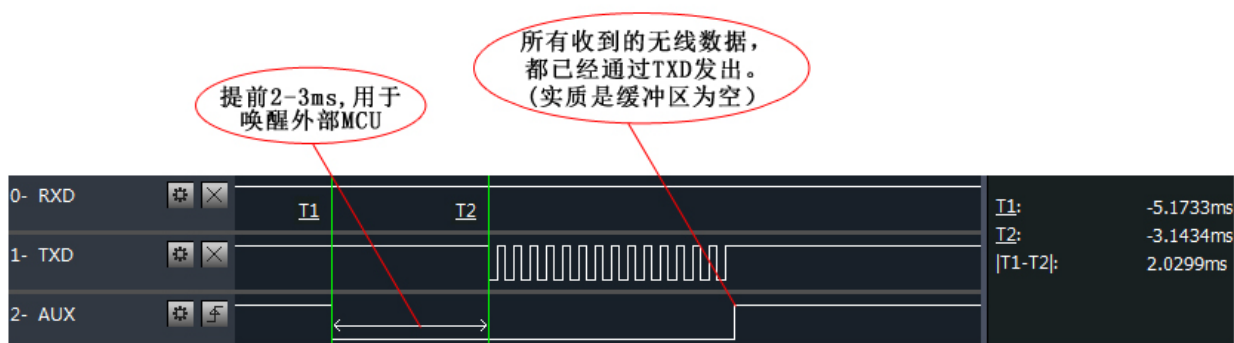 所有收到的无线数据，
都已经通过TXD发出。
(实质是缓冲区为空)
提前2-3ms,用于
唤醒外部MCU
0- RXD
T1
T2
1- TXD
2- AUX
T1: -5.1733ms
T2: -3.1434ms
|T1-T2|: 2.0299ms